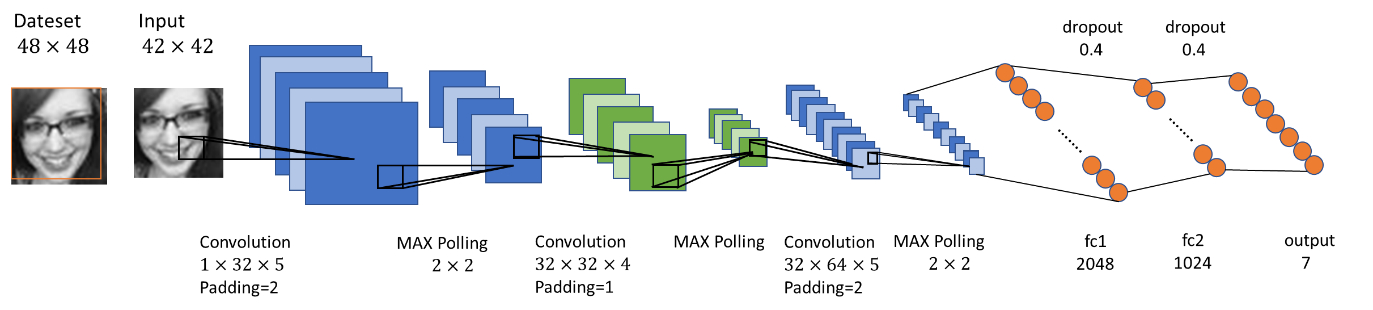 Dateset
48 × 48
Input
42 × 42
dropout
0.4
dropout
0.4
Convolution
1 × 32 × 5
Padding=2
MAX Polling
2 × 2
Convolution
32 × 32 × 4
Padding=1
MAX Polling
Convolution
32 × 64 × 5
Padding=2
MAX Polling
2 × 2
fc1
2048
fc2
1024
output
7